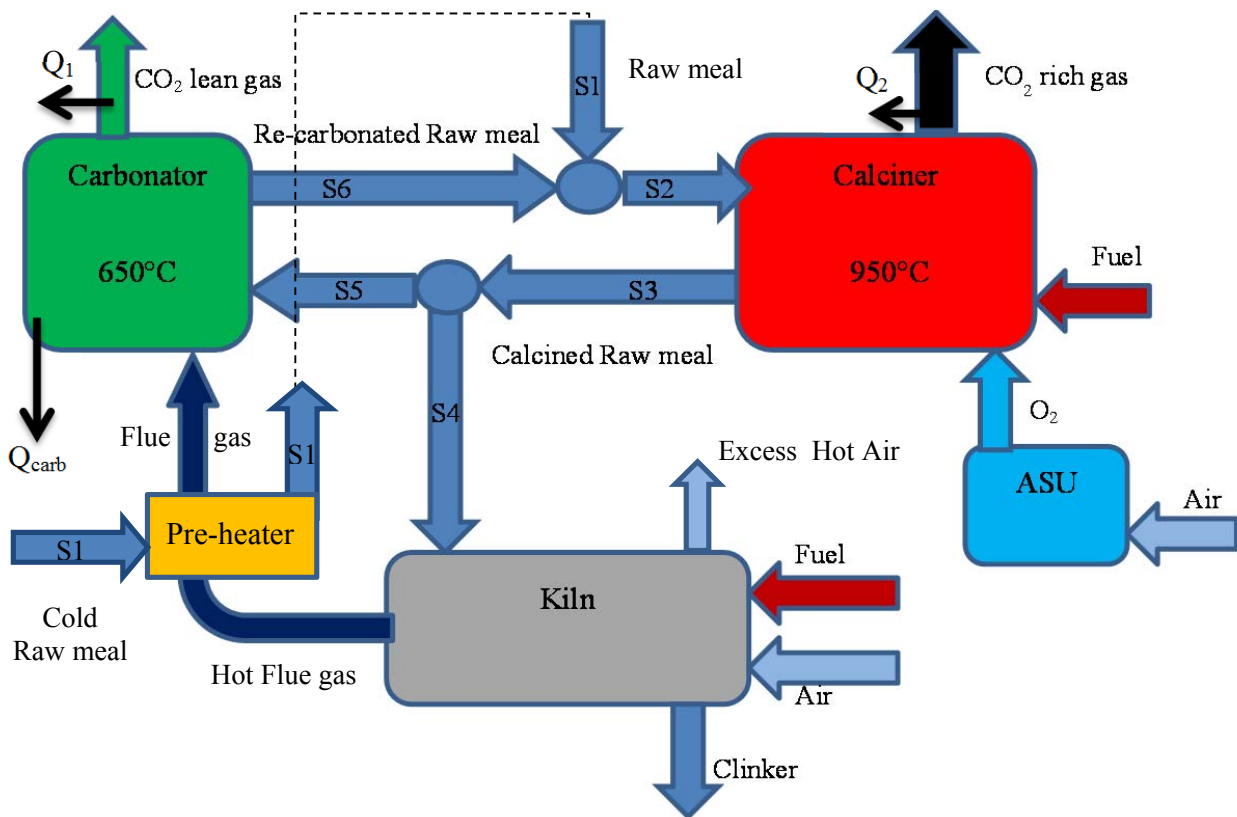 Q1
CO2 lean gas
S1
Raw meal
Q2
CO2 rich gas
Re-carbonated Raw meal
Carbonator
650°C
S6
S2
Calciner
950°C
S5
S3
Fuel
Calcined Raw meal
Qcarb
Flue gas
S1
S4
O2
Excess Hot Air
ASU
Air
S1
Pre-heater
Cold
Raw meal
Hot Flue gas
Kiln
Fuel
Air
Clinker